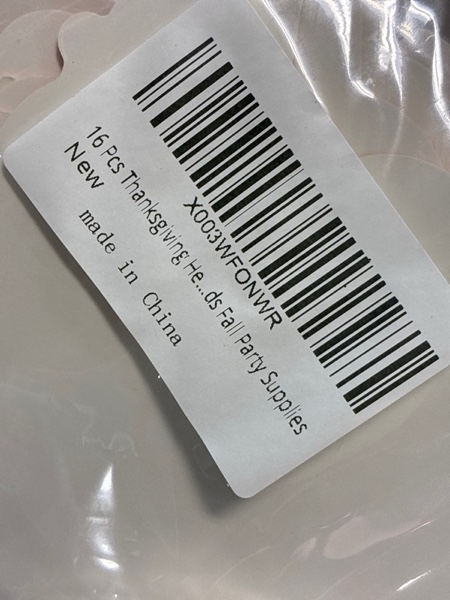 X003WFONWR
16 Pcs Thanksgiving He...ds Fall Party Supplies
New
made in China